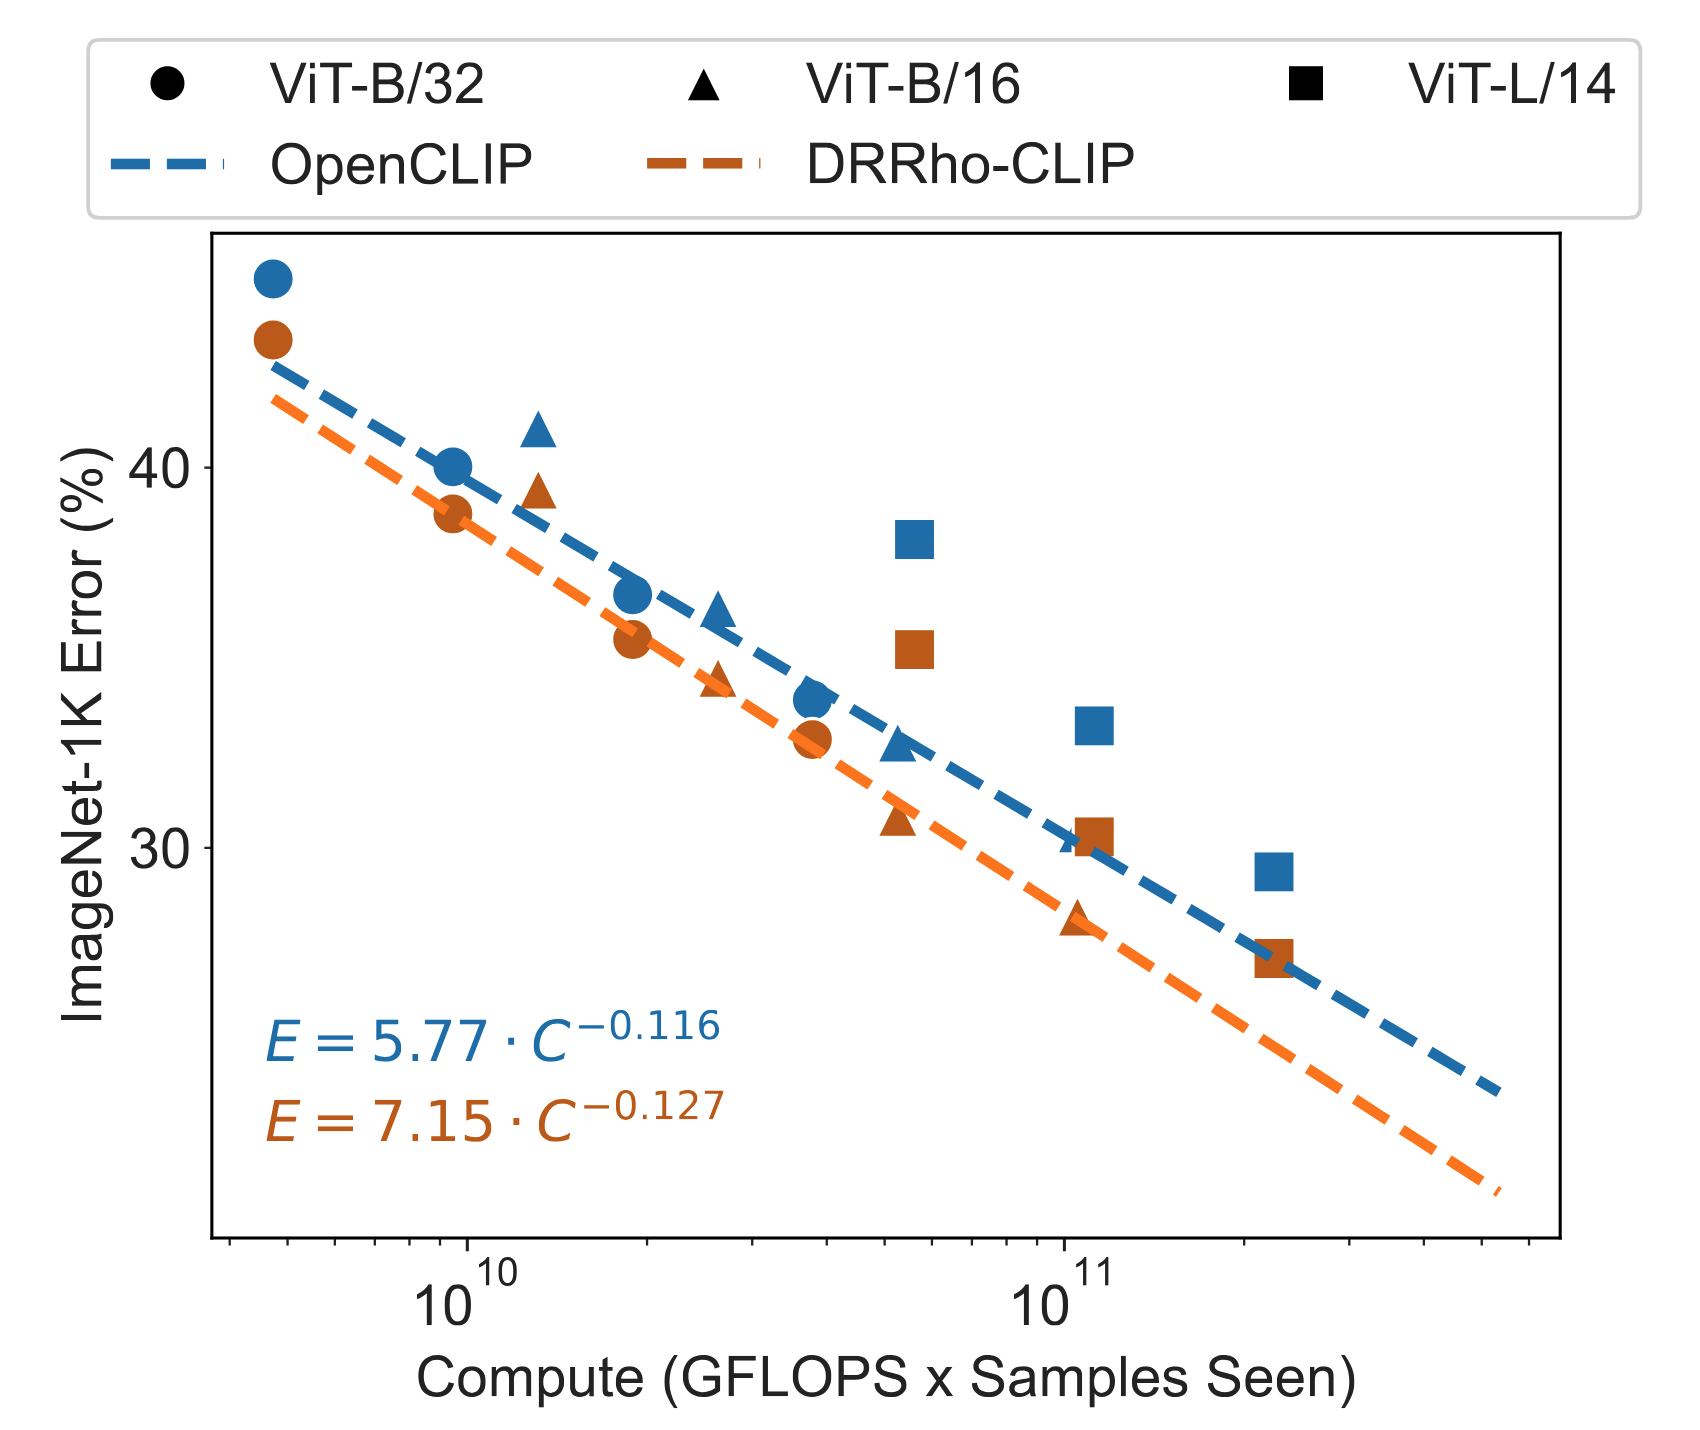 ViT-B/32 ViT-B/16 ViT-L/14
OpenCLIP DRRho-CLIP
ImageNet-1K Error (%)
40
30
E = 5.77 · C^{−0.116}
E = 7.15 · C^{−0.127}
10^{10} 10^{11}
Compute (GFLOPS x Samples Seen)